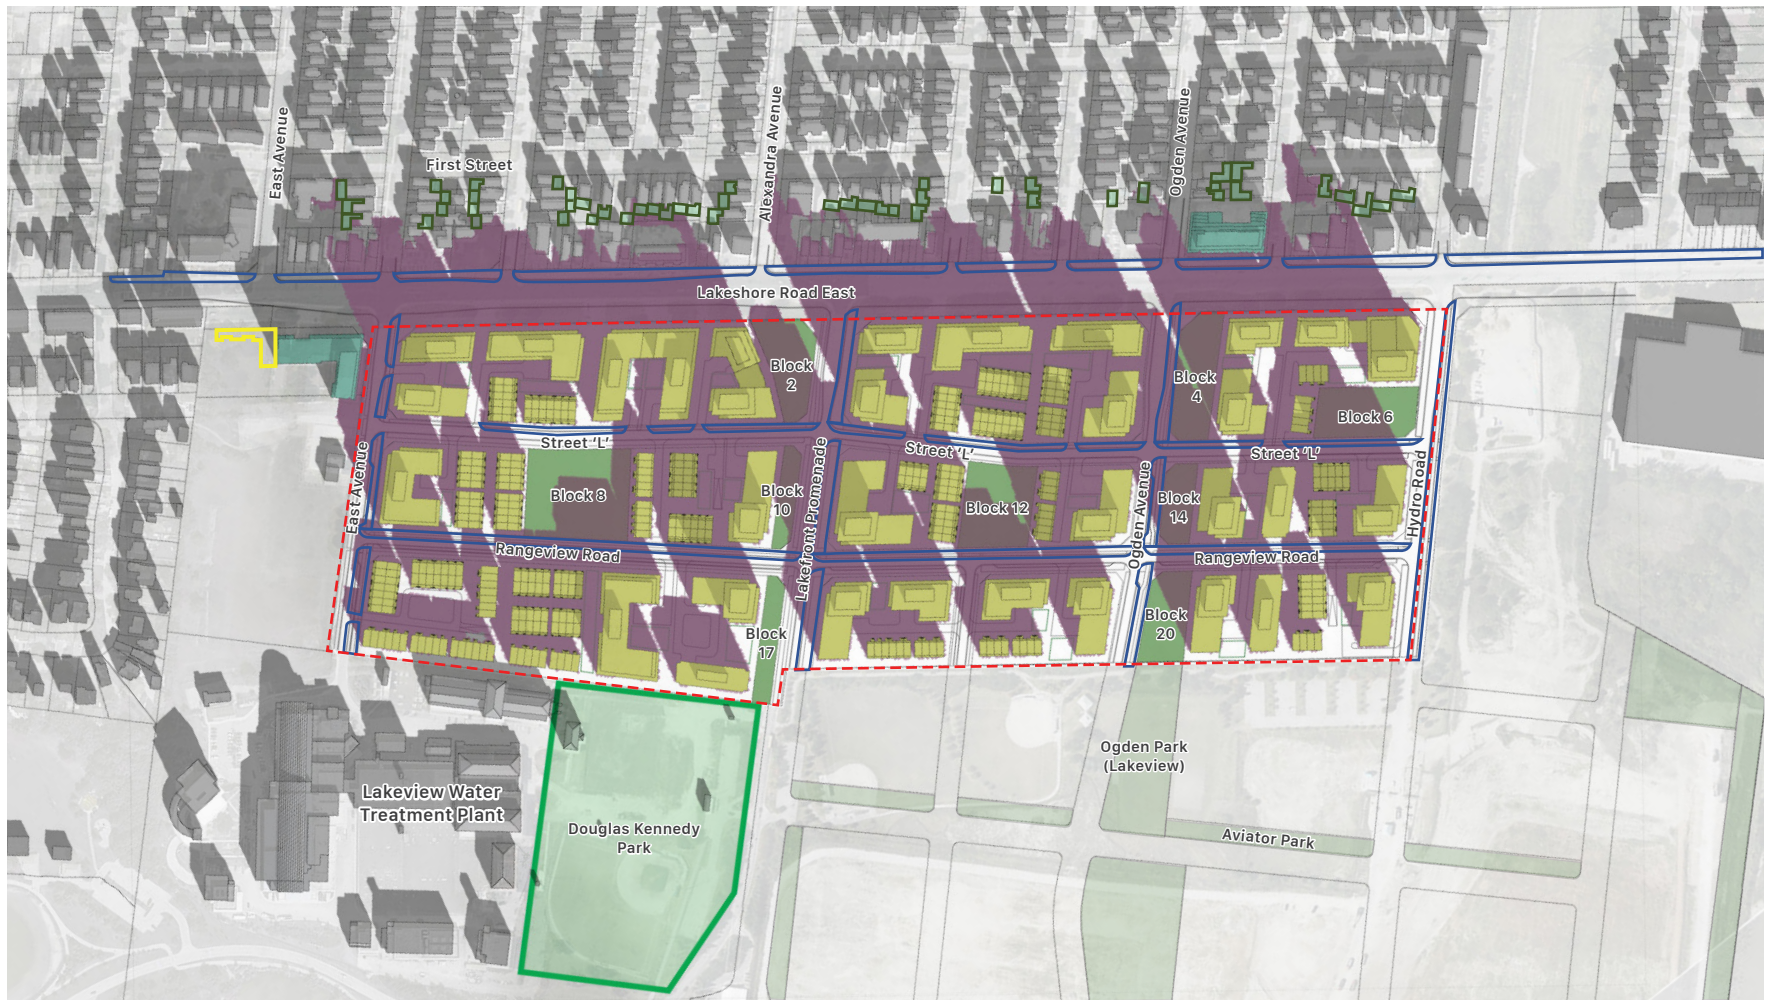 East Avenue
First Street
Alexandra Avenue
Ogden Avenue
Lakeshore Road East
Block
2
Block
4
Block 6
Street ‘L’
Street ‘L’
Street ‘L’
East Avenue
Block 8
Block
10
Lakefront Promenade
Block 12
Ogden Avenue
Block
14
Hydro Road
Rangeview Road
Rangeview Road
Block
17
Block
20
Ogden Park
(Lakeview)
Lakeview Water
Treatment Plant
Douglas Kennedy
Park
Aviator Park